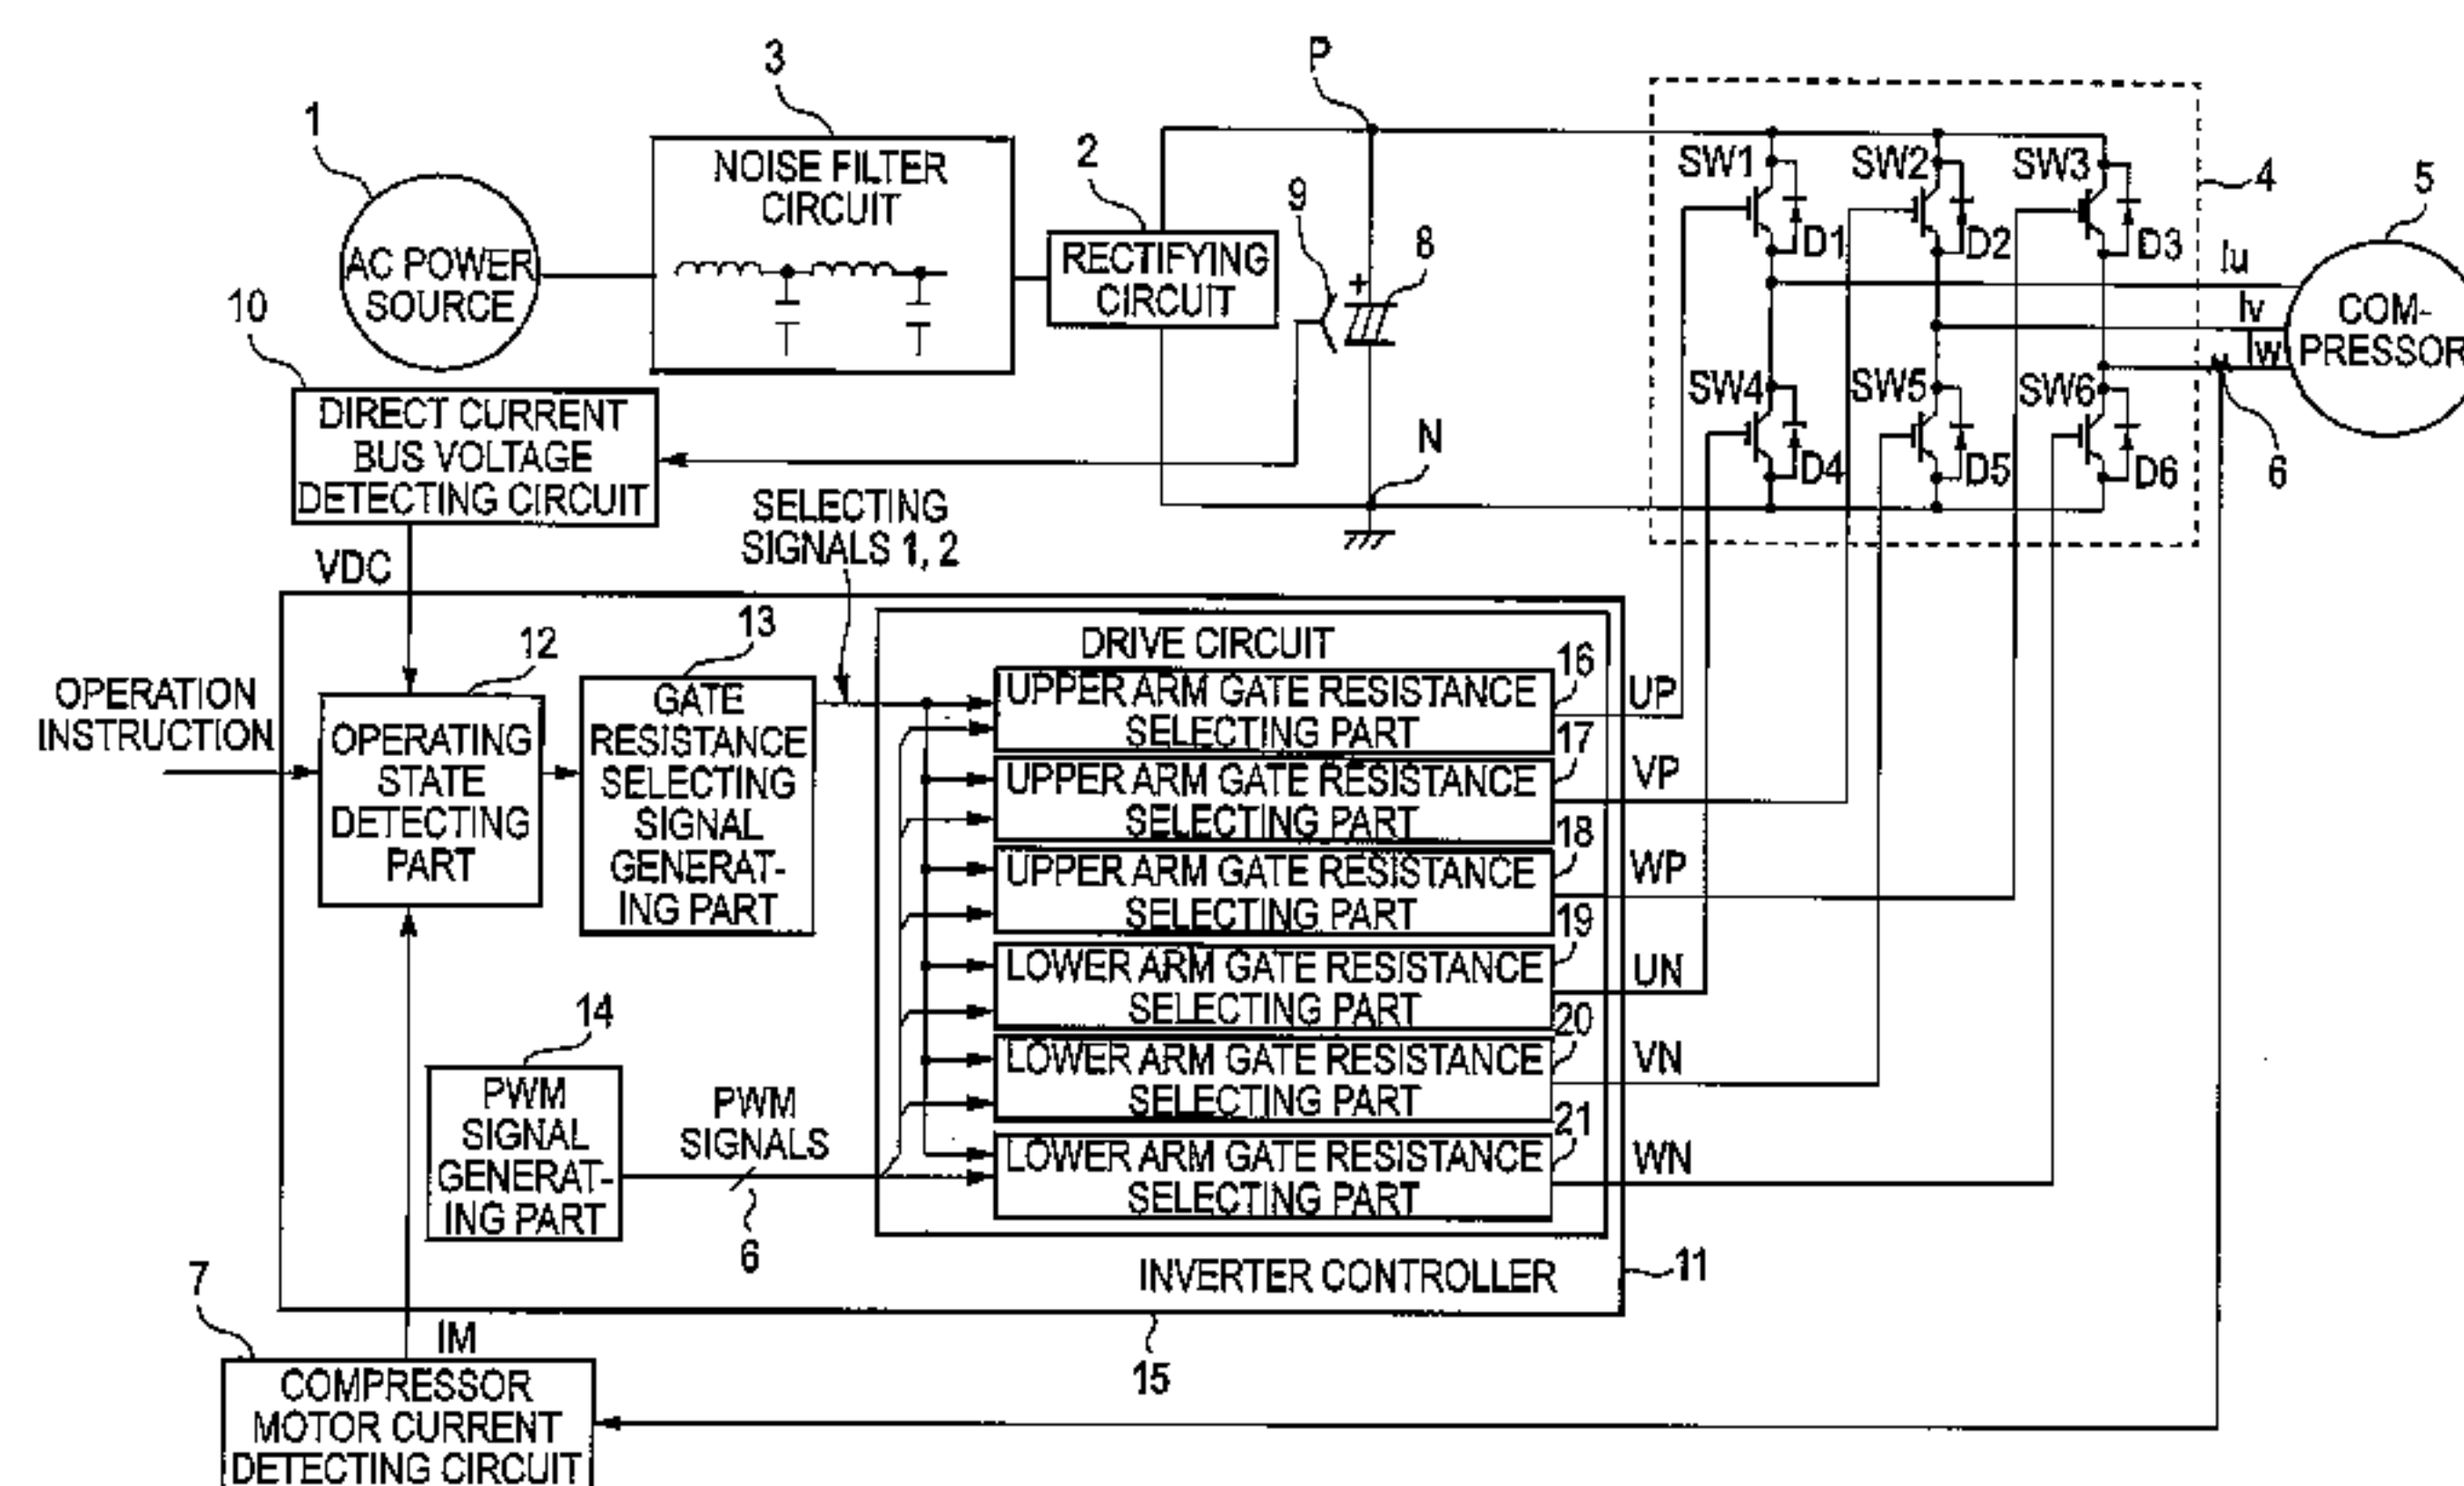 1
3
P
AC POWER
SOURCE
NOISE FILTER
CIRCUIT
2
RECTIFYING
CIRCUIT
9
+
8
SW1
SW2
SW3
D1
D2
D3
4
5
Iu
Iv
Iw
COM-
PRESSOR
SW4
SW5
SW6
D4
D5
D6
6
N
10
DIRECT CURRENT
BUS VOLTAGE
DETECTING CIRCUIT
VDC
SELECTING
SIGNALS 1, 2
OPERATION
INSTRUCTION
12
OPERATING
STATE
DETECTING
PART
13
GATE
RESISTANCE
SELECTING
SIGNAL
GENERAT-
ING PART
DRIVE CIRCUIT
UPPER ARM GATE RESISTANCE
SELECTING PART
16
UP
UPPER ARM GATE RESISTANCE
SELECTING PART
17
VP
UPPER ARM GATE RESISTANCE
SELECTING PART
18
WP
LOWER ARM GATE RESISTANCE
SELECTING PART
19
UN
LOWER ARM GATE RESISTANCE
SELECTING PART
20
VN
LOWER ARM GATE RESISTANCE
SELECTING PART
21
WN
14
PWM
SIGNAL
GENERAT-
ING PART
PWM
SIGNALS
6
INVERTER CONTROLLER
11
15
7
IM
COMPRESSOR
MOTOR CURRENT
DETECTING CIRCUIT